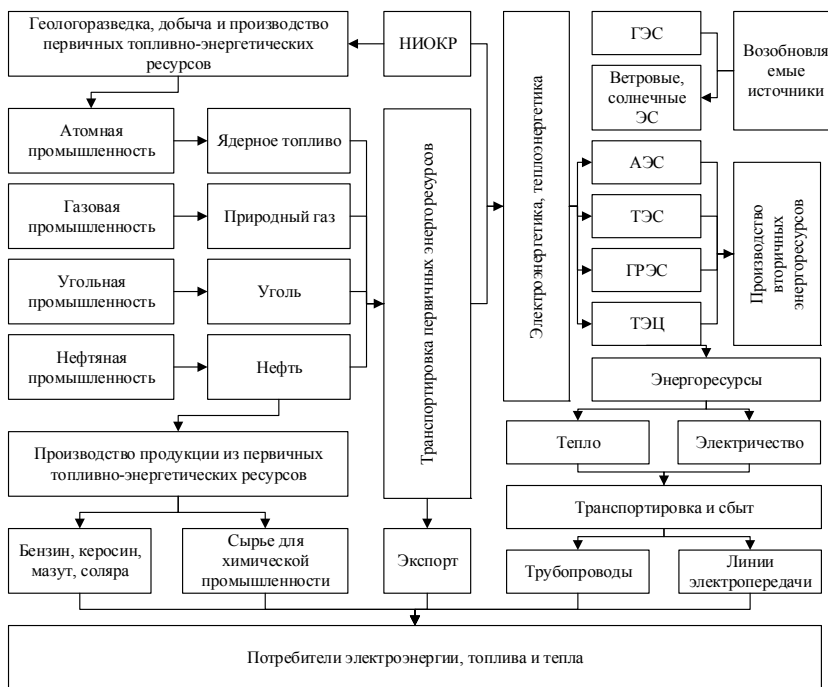 Геологоразведка, добыча и производство
первичных топливно-энергетических
ресурсов
НИОКР
Атомная
промышленность
Ядерное топливо
Газовая
промышленность
Природный газ
Угольная
промышленность
Уголь
Нефтяная
промышленность
Нефть
Производство продукции из первичных
топливно-энергетических ресурсов
Бензин, керосин,
мазут, соляра
Сырье для
химической
промышленности
Транспортировка первичных энергоресурсов
Экспорт
Электроэнергетика, теплоэнергетика
ГЭС
Ветровые,
солнечные
ЭС
Возобновля
емые
источники
АЭС
ТЭС
ГРЭС
ТЭЦ
Производство
вторичных
энергоресурсов
Энергоресурсы
Тепло
Электричество
Транспортировка и сбыт
Трубопроводы
Линии
электропередачи
Потребители электроэнергии, топлива и тепла